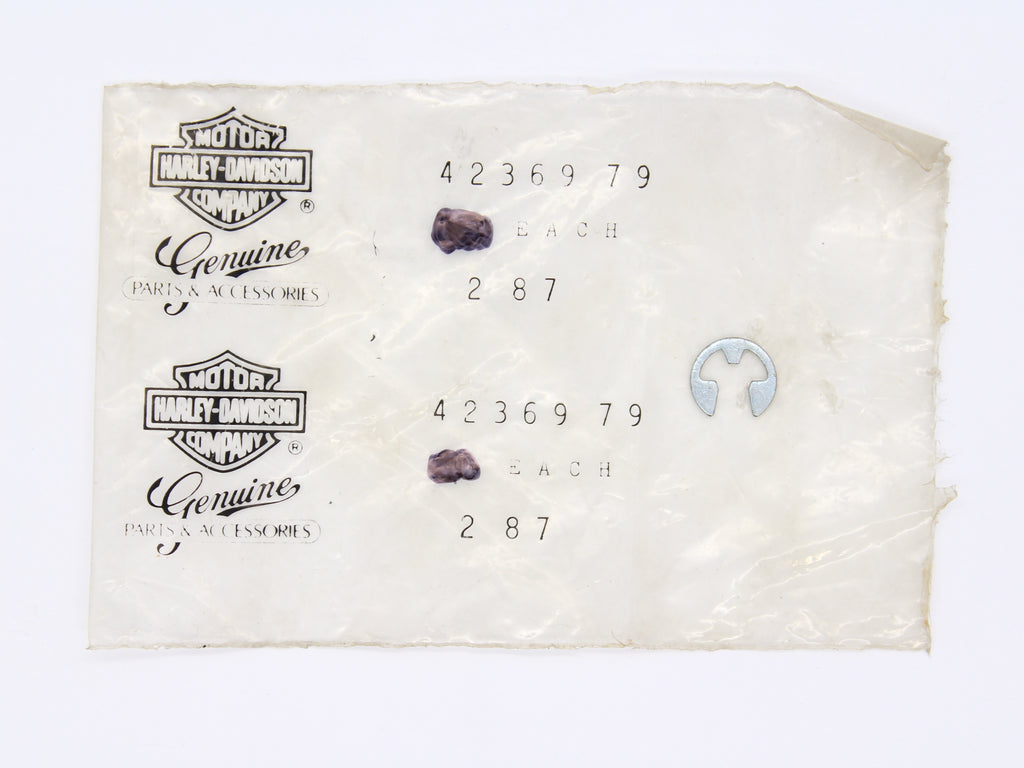 MOTOR
HARLEY-DAVIDSON
COMPANY
®
Genuine
PARTS & ACCESSORIES
42369 79
EACH
2 87
MOTOR
HARLEY-DAVIDSON
COMPANY
®
Genuine
PARTS & ACCESSORIES
42369 79
EACH
2 87